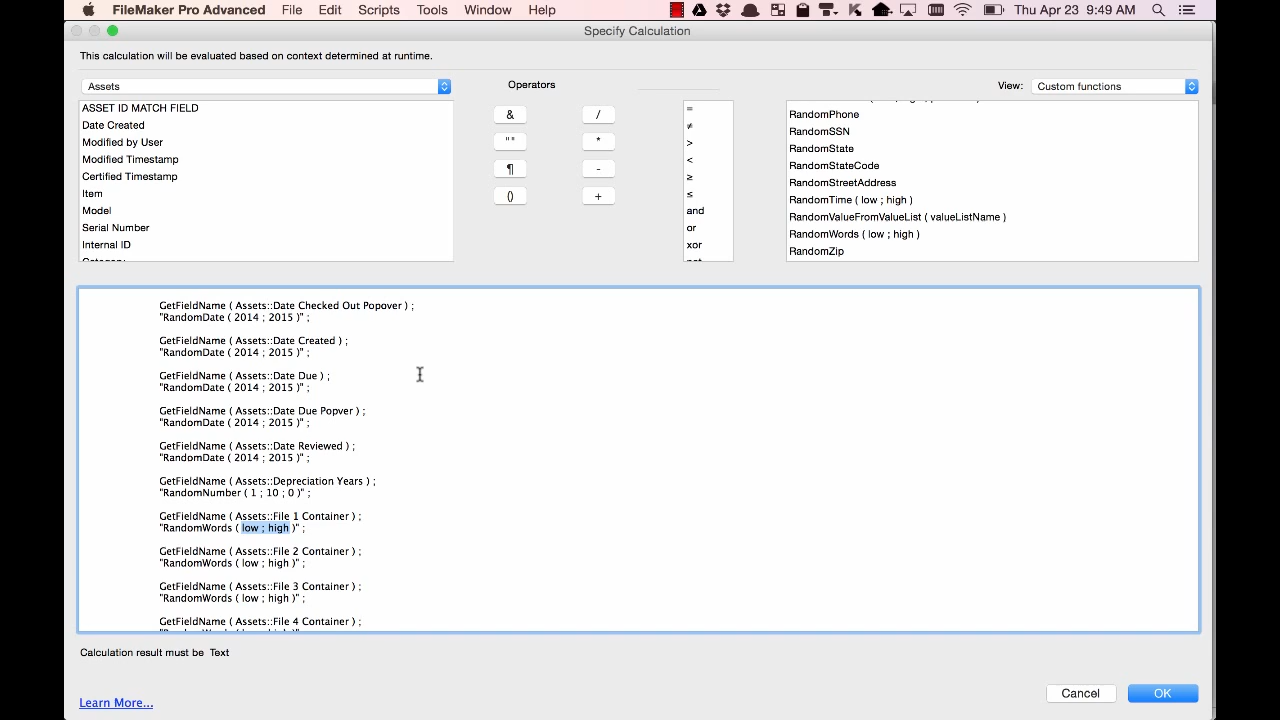 FileMaker Pro Advanced File Edit Scripts Tools Window Help Thu Apr 23 9:49 AM
Specify Calculation
This calculation will be evaluated based on context determined at runtime.
Assets
Operators
View: Custom functions
ASSET ID MATCH FIELD
Date Created
Modified by User
Modified Timestamp
Certified Timestamp
Item
Model
Serial Number
Internal ID
& /
"" *
¶ -
() +
=
≠
>
<
≥
≤
and
or
xor
RandomPhone
RandomSSN
RandomState
RandomStateCode
RandomStreetAddress
RandomTime ( low ; high )
RandomValueFromValueList ( valueListName )
RandomWords ( low ; high )
RandomZip
GetFieldName ( Assets::Date Checked Out Popover ) ;
"RandomDate ( 2014 ; 2015 )" ;
GetFieldName ( Assets::Date Created ) ;
"RandomDate ( 2014 ; 2015 )" ;
GetFieldName ( Assets::Date Due ) ;
"RandomDate ( 2014 ; 2015 )" ;
GetFieldName ( Assets::Date Due Popver ) ;
"RandomDate ( 2014 ; 2015 )" ;
GetFieldName ( Assets::Date Reviewed ) ;
"RandomDate ( 2014 ; 2015 )" ;
GetFieldName ( Assets::Depreciation Years ) ;
"RandomNumber ( 1 ; 10 ; 0 )" ;
GetFieldName ( Assets::File 1 Container ) ;
"RandomWords ( low ; high )" ;
GetFieldName ( Assets::File 2 Container ) ;
"RandomWords ( low ; high )" ;
GetFieldName ( Assets::File 3 Container ) ;
"RandomWords ( low ; high )" ;
GetFieldName ( Assets::File 4 Container ) ;
Calculation result must be Text
Learn More...
Cancel OK